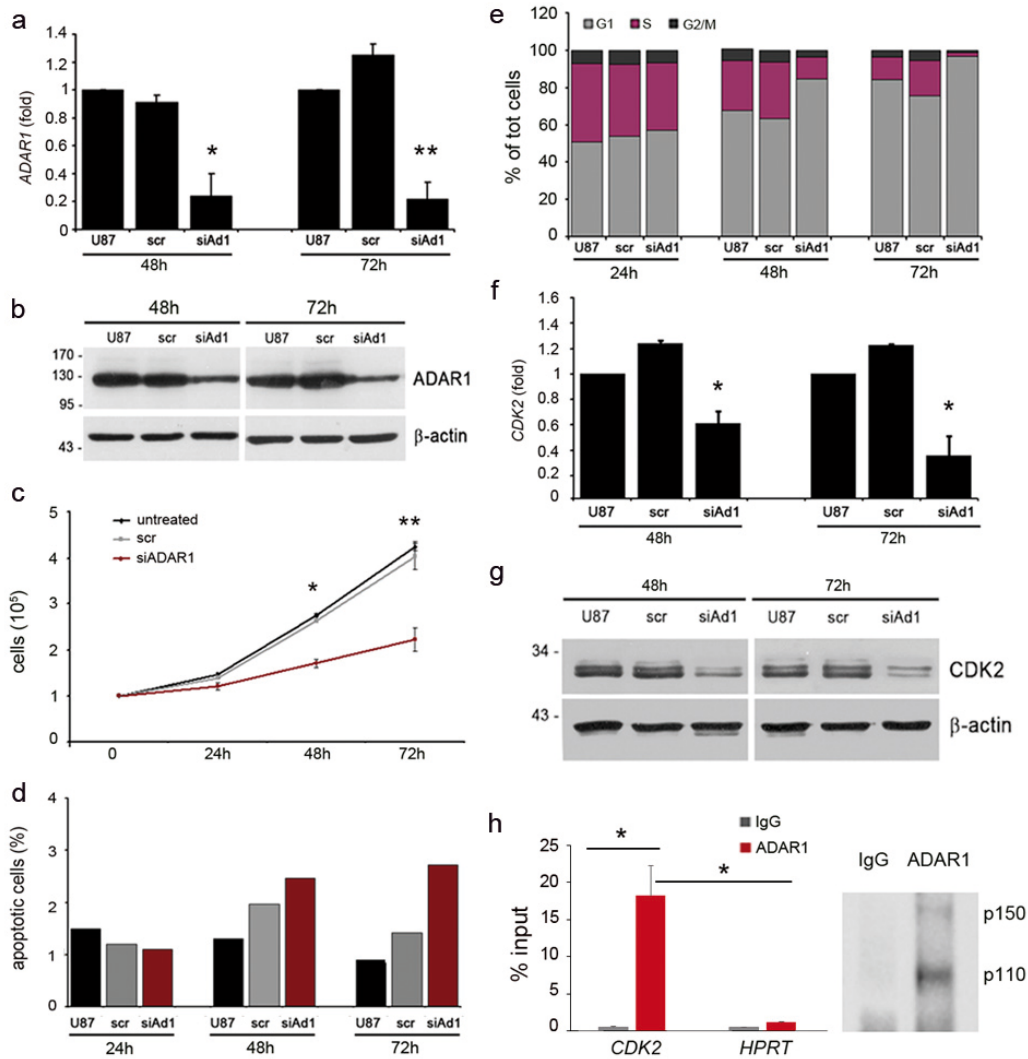 a
1.4
1.2
1
0.8
0.6
0.4
0.2
0
ADAR1 (fold)
*
**
U87 scr siAd1 U87 scr siAd1
48h 72h
b
48h 72h
U87 scr siAd1 U87 scr siAd1
170 -
130 -
95 -
43 -
ADAR1
β-actin
c
5
4
3
2
1
0
cells (10⁵)
untreated
scr
siADAR1
*
**
0 24h 48h 72h
d
4
3
2
1
0
apoptotic cells (%)
U87 scr siAd1 U87 scr siAd1 U87 scr siAd1
24h 48h 72h
e
G1 S G2/M
120
100
80
60
40
20
0
% of tot cells
U87 scr siAd1 U87 scr siAd1 U87 scr siAd1
24h 48h 72h
f
1.6
1.4
1.2
1
0.8
0.6
0.4
0.2
0
CDK2 (fold)
*
*
U87 scr siAd1 U87 scr siAd1
48h 72h
g
48h 72h
U87 scr siAd1 U87 scr siAd1
34 -
43 -
CDK2
β-actin
h
IgG
ADAR1
25
20
15
10
5
0
% input
*
*
CDK2 HPRT
IgG ADAR1
p150
p110